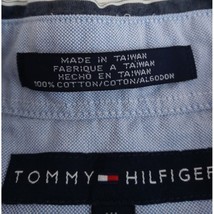 MADE IN TAIWAN
FABRIQUE A TAIWAN
HECHO EN TAIWAN
100% COTTON/COTON/ALGODON
TOMMY HILFIGER